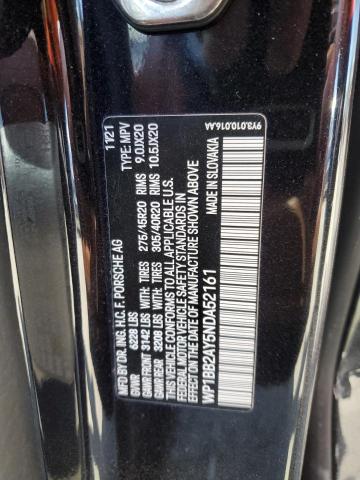 MFD BY DR. ING. H.C. F. PORSCHE AG 11/21
GVWR 6228 LBS TYPE: MPV
GAWR FRONT 3142 LBS WITH: TIRES 275/45R20 RIMS 9.0JX20
GAWR REAR 3208 LBS WITH: TIRES 305/40R20 RIMS 10.5JX20
THIS VEHICLE CONFORMS TO ALL APPLICABLE U.S.
FEDERAL MOTOR VEHICLE SAFETY STANDARDS IN
EFFECT ON THE DATE OF MANUFACTURE SHOWN ABOVE
WP1BB2AY5NDA52161 MADE IN SLOVAKIA
9Y3.010.016.AA